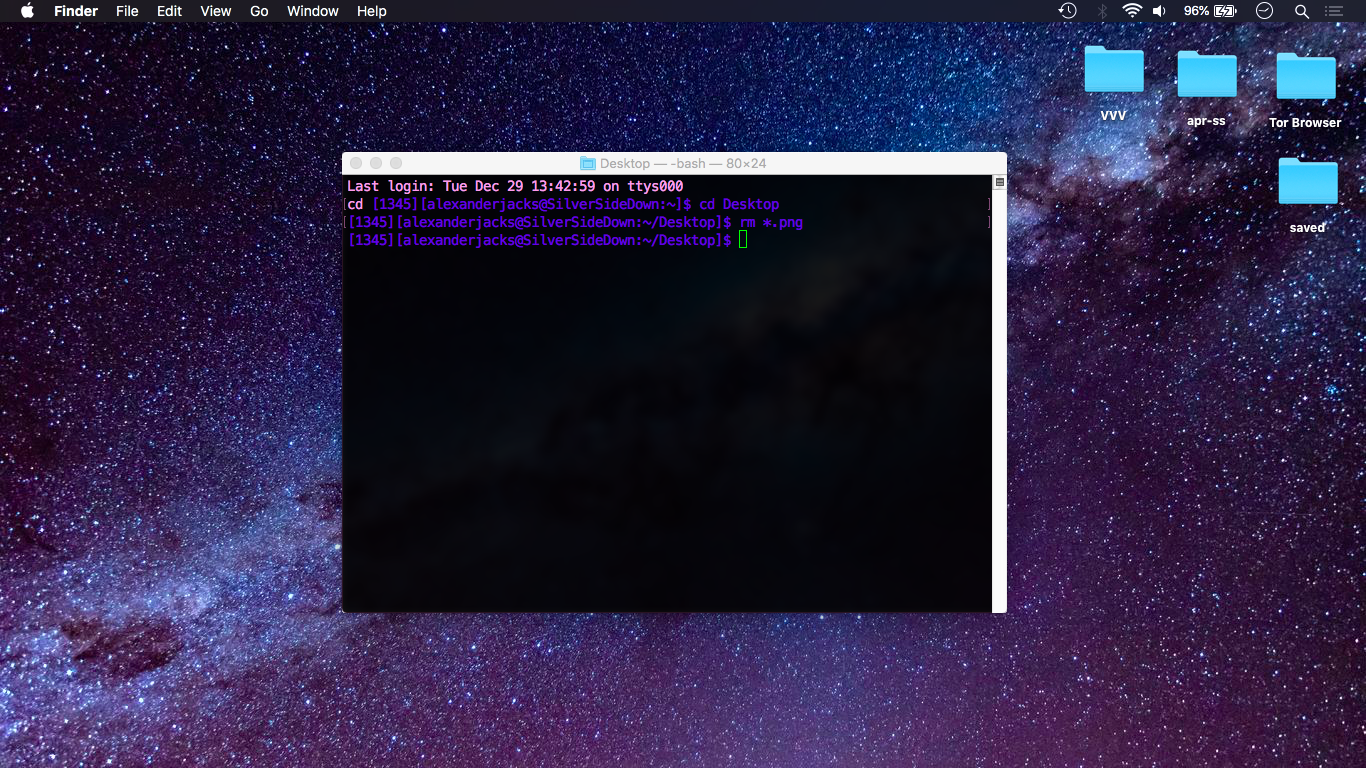 Finder File Edit View Go Window Help 96%
VVV
apr-ss
Tor Browser
saved
Desktop — -bash — 80×24
Last login: Tue Dec 29 13:42:59 on ttys000
cd [1345][alexanderjacks@SilverSideDown:~]$ cd Desktop
[1345][alexanderjacks@SilverSideDown:~/Desktop]$ rm *.png
[1345][alexanderjacks@SilverSideDown:~/Desktop]$